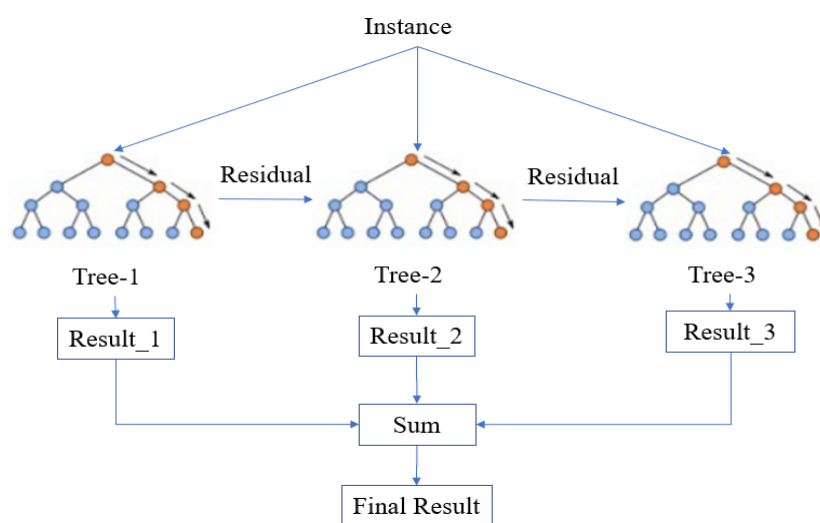 Instance
Residual
Residual
Tree-1
Tree-2
Tree-3
Result_1
Result_2
Result_3
Sum
Final Result